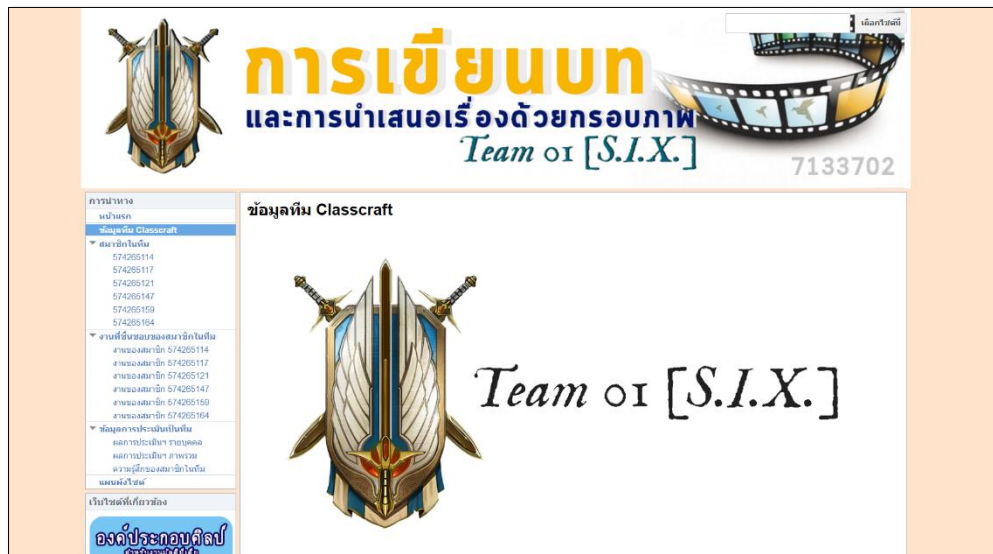 ค้นหาไซต์นี้
การเขียนบท
และการนำเสนอเรื่องด้วยกรอบภาพ
Team 01 [S.I.X.]
7133702
การนำทาง
หน้าแรก
ข้อมูลทีม Classcraft
สมาชิกในทีม
574265114
574265117
574265121
574265147
574265159
574265164
งานที่ชื่นชอบของสมาชิกในทีม
งานของสมาชิก 574265114
งานของสมาชิก 574265117
งานของสมาชิก 574265121
งานของสมาชิก 574265147
งานของสมาชิก 574265159
งานของสมาชิก 574265164
ข้อมูลการประเมินเป็นทีม
ผลการประเมินฯ รายบุคคล
ผลการประเมินฯ ภาพรวม
ความรู้สึกของสมาชิกในทีม
แผนผังไซต์
เว็บไซต์ที่เกี่ยวข้อง
องค์ประกอบศิลป์
ข้อมูลทีม Classcraft
Team 01 [S.I.X.]